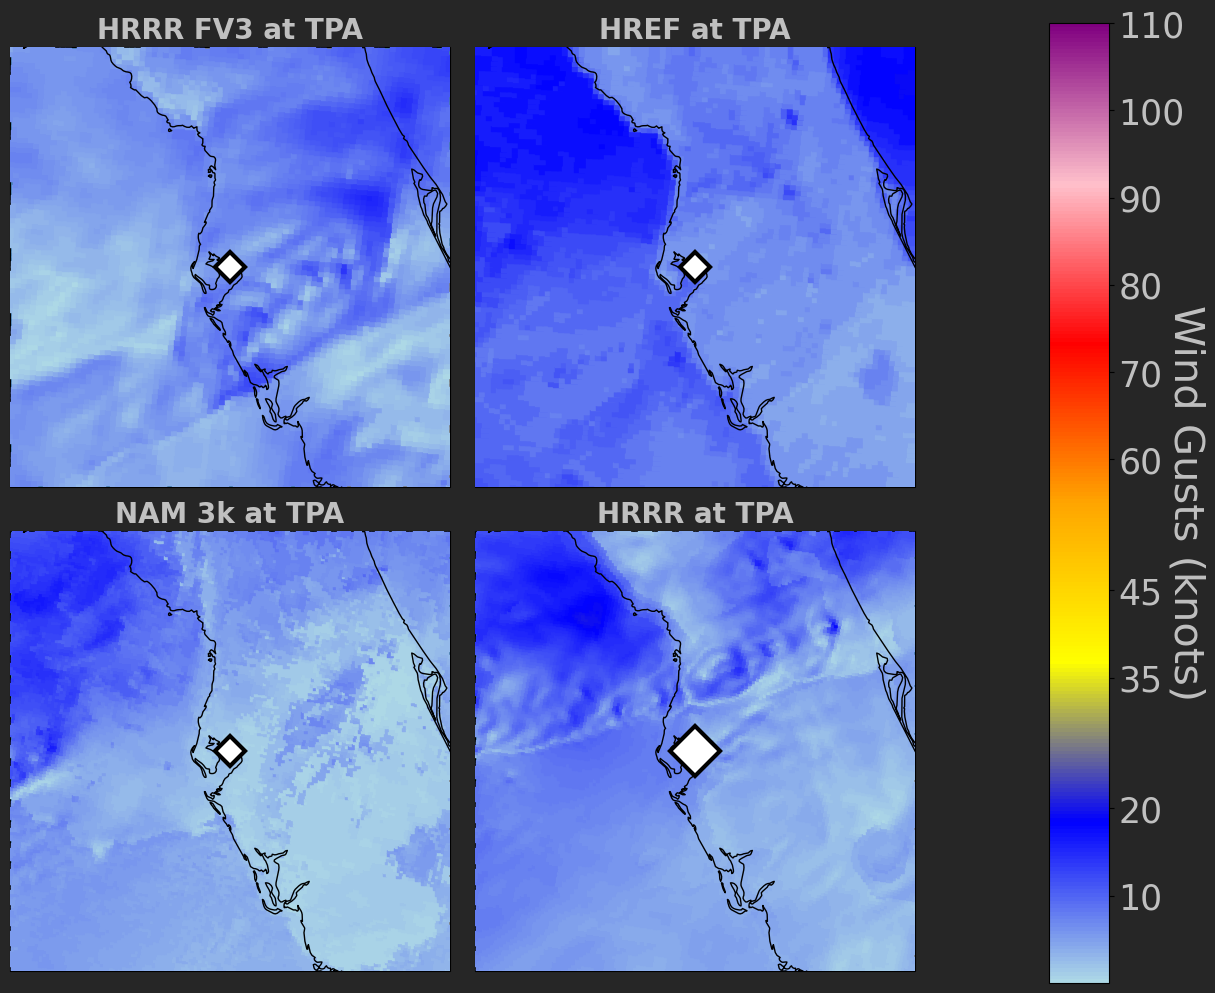 HRRR FV3 at TPA
HREF at TPA
NAM 3k at TPA
HRRR at TPA
110
100
90
80
70
60
45
35
20
10
Wind Gusts (knots)